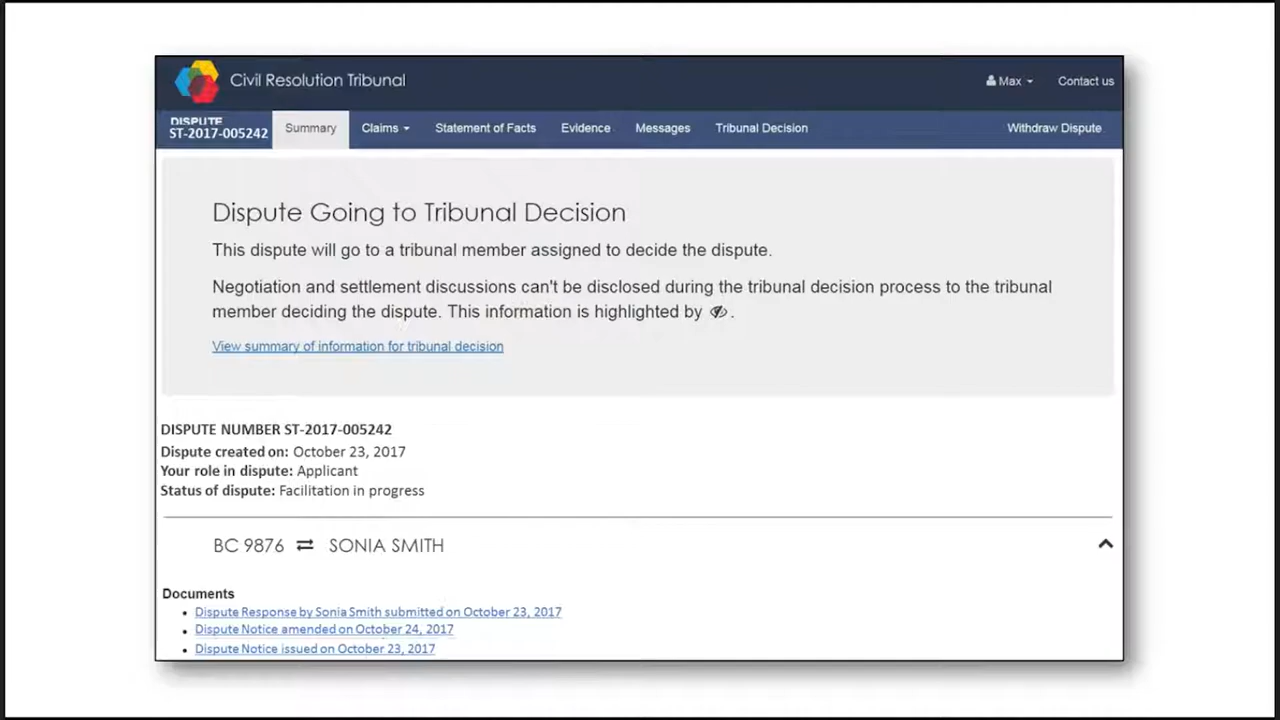 Civil Resolution Tribunal
Max
Contact us
DISPUTE
ST-2017-005242
Summary
Claims
Statement of Facts
Evidence
Messages
Tribunal Decision
Withdraw Dispute
Dispute Going to Tribunal Decision
This dispute will go to a tribunal member assigned to decide the dispute.
Negotiation and settlement discussions can't be disclosed during the tribunal decision process to the tribunal
member deciding the dispute. This information is highlighted by .
View summary of information for tribunal decision
DISPUTE NUMBER ST-2017-005242
Dispute created on: October 23, 2017
Your role in dispute: Applicant
Status of dispute: Facilitation in progress
BC 9876 ⇄ SONIA SMITH
Documents
• Dispute Response by Sonia Smith submitted on October 23, 2017
• Dispute Notice amended on October 24, 2017
• Dispute Notice issued on October 23, 2017